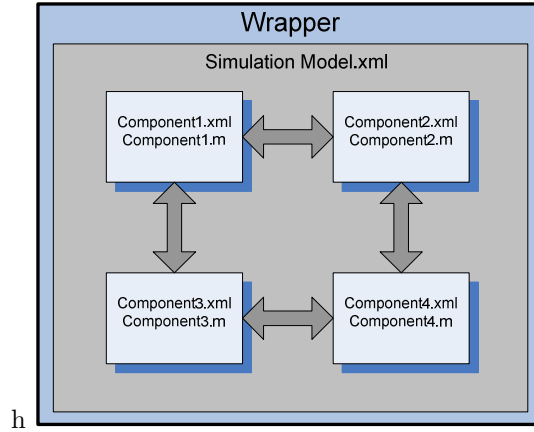 Wrapper
Simulation Model.xml
Component1.xml
Component1.m
Component2.xml
Component2.m
Component3.xml
Component3.m
Component4.xml
Component4.m
h